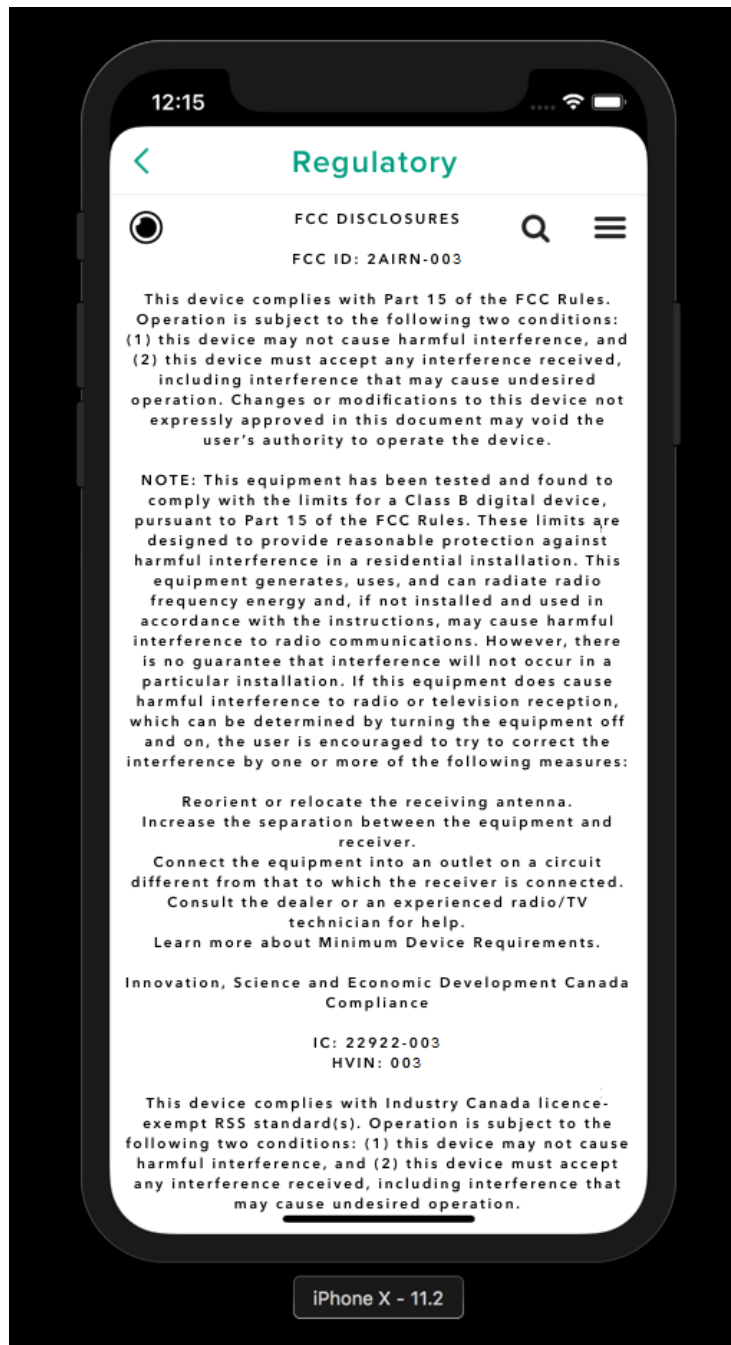 12:15
Regulatory
FCC DISCLOSURES
FCC ID: 2AIRN-003
This device complies with Part 15 of the FCC Rules.
Operation is subject to the following two conditions:
(1) this device may not cause harmful interference, and
(2) this device must accept any interference received,
including interference that may cause undesired
operation. Changes or modifications to this device not
expressly approved in this document may void the
user's authority to operate the device.
NOTE: This equipment has been tested and found to
comply with the limits for a Class B digital device,
pursuant to Part 15 of the FCC Rules. These limits are
designed to provide reasonable protection against
harmful interference in a residential installation. This
equipment generates, uses, and can radiate radio
frequency energy and, if not installed and used in
accordance with the instructions, may cause harmful
interference to radio communications. However, there
is no guarantee that interference will not occur in a
particular installation. If this equipment does cause
harmful interference to radio or television reception,
which can be determined by turning the equipment off
and on, the user is encouraged to try to correct the
interference by one or more of the following measures:
Reorient or relocate the receiving antenna.
Increase the separation between the equipment and
receiver.
Connect the equipment into an outlet on a circuit
different from that to which the receiver is connected.
Consult the dealer or an experienced radio/TV
technician for help.
Learn more about Minimum Device Requirements.
Innovation, Science and Economic Development Canada
Compliance
IC: 22922-003
HVIN: 003
This device complies with Industry Canada licence-
exempt RSS standard(s). Operation is subject to the
following two conditions: (1) this device may not cause
harmful interference, and (2) this device must accept
any interference received, including interference that
may cause undesired operation.
iPhone X - 11.2